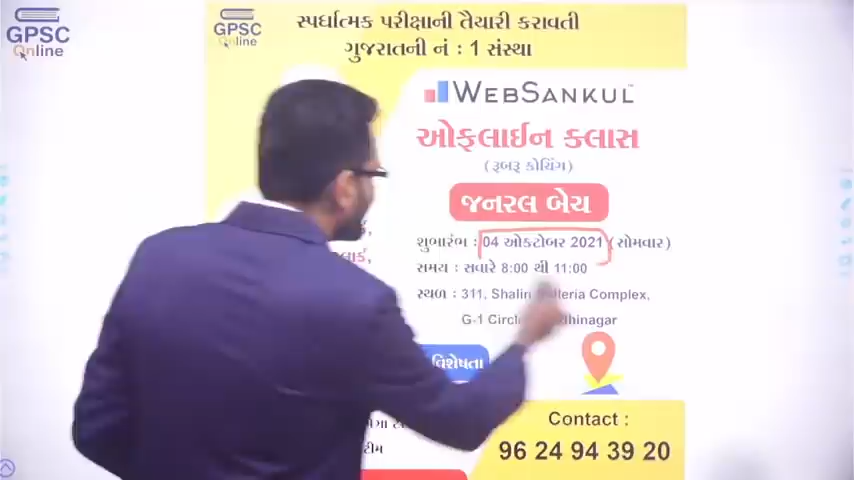 GPSC
Online
GPSC
Online
સ્પર્ધાત્મક પરીક્ષાની તૈયારી કરાવતી
ગુજરાતની નં : 1 સંસ્થા
WEBSANKUL
ઓફલાઈન ક્લાસ
(રૂબરૂ કોચિંગ)
જનરલ બેચ
શુભારંભ : 04 ઓક્ટોબર 2021 (સોમવાર)
સમય : સવારે 8:00 થી 11:00
સ્થળ : 311, Complex,
G-1
વિશેષતા
ટીમ
Contact :
96 24 94 39 20